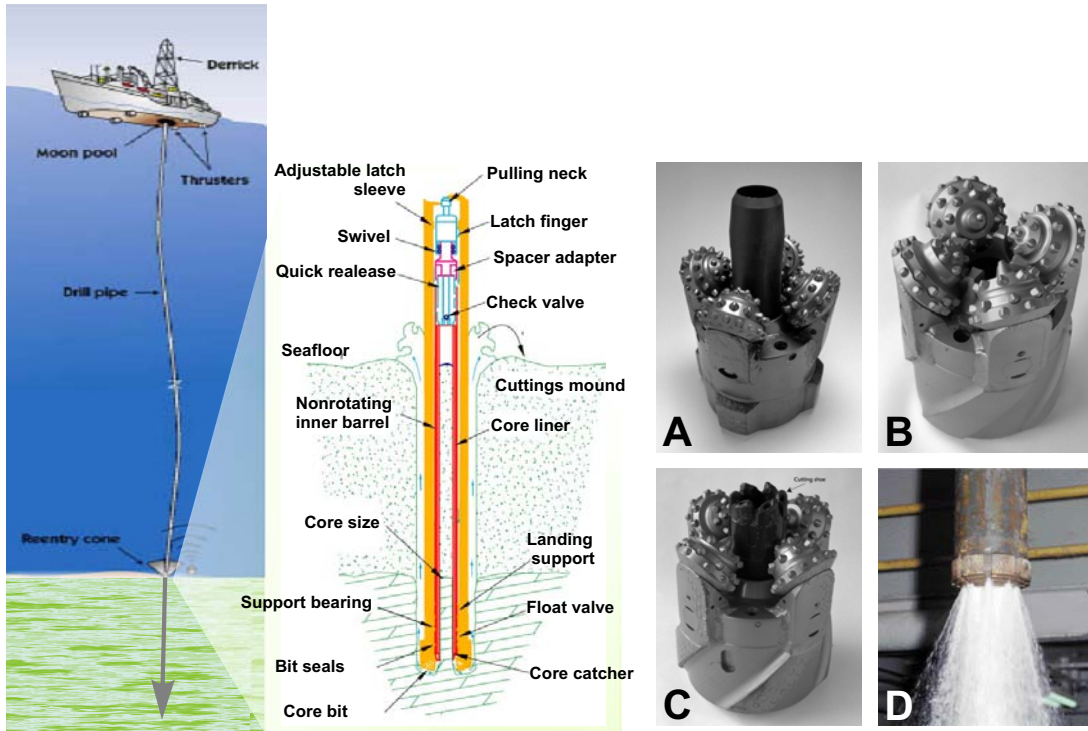 Derrick
Moon pool
Thrusters
Drill pipe
Reentry cone
Adjustable latch
sleeve
Pulling neck
Latch finger
Swivel
Spacer adapter
Quick realease
Check valve
Seafloor
Cuttings mound
Nonrotating
inner barrel
Core liner
Core size
Landing
support
Support bearing
Float valve
Bit seals
Core catcher
Core bit
A
B
Cutting shoe
C
D